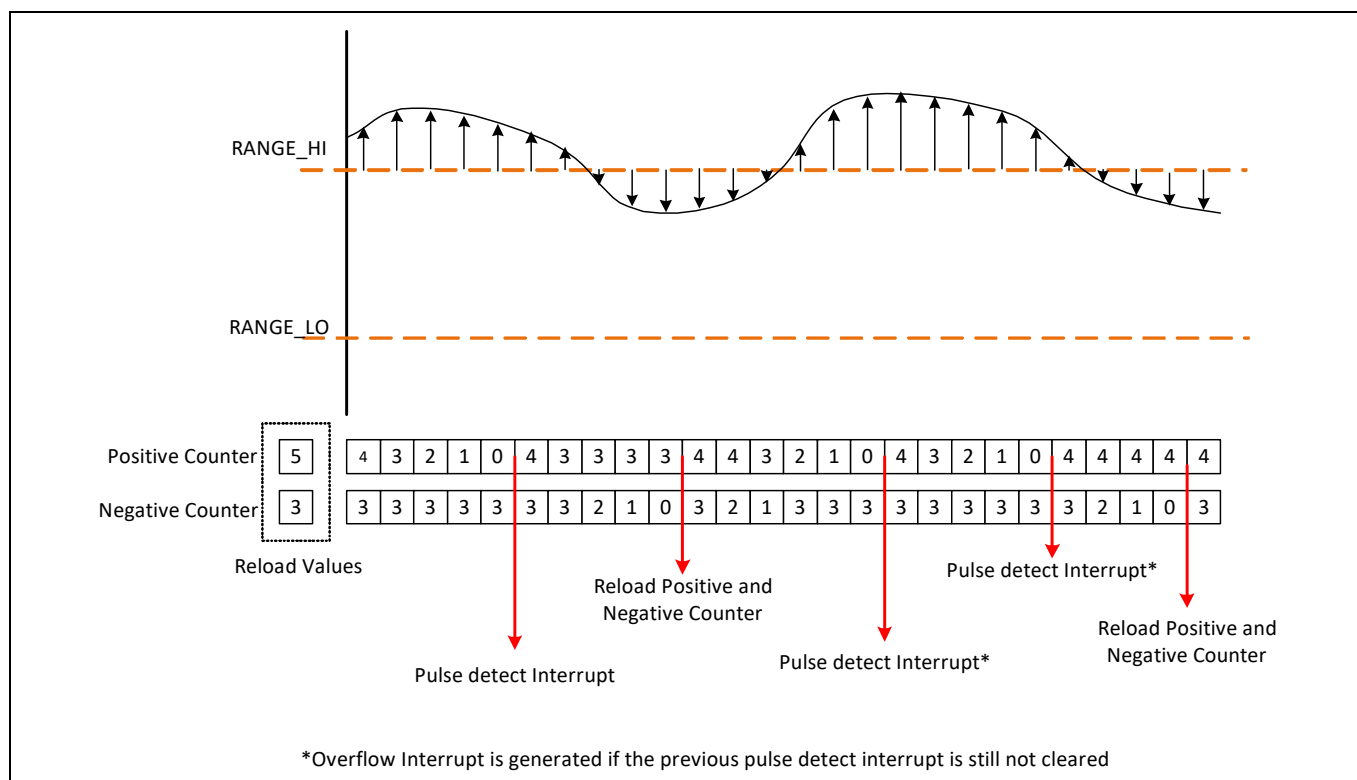 RANGE_HI
RANGE_LO
Positive Counter 5 4 3 2 1 0 4 3 3 3 3 4 4 3 2 1 0 4 3 2 1 0 4 4 4 4 4
Negative Counter 3 3 3 3 3 3 3 3 2 1 0 3 2 1 3 3 3 3 3 3 3 3 3 2 1 0 3
Reload Values
Reload Positive and
Negative Counter
Pulse detect Interrupt*
Reload Positive and
Negative Counter
Pulse detect Interrupt
Pulse detect Interrupt*
*Overflow Interrupt is generated if the previous pulse detect interrupt is still not cleared